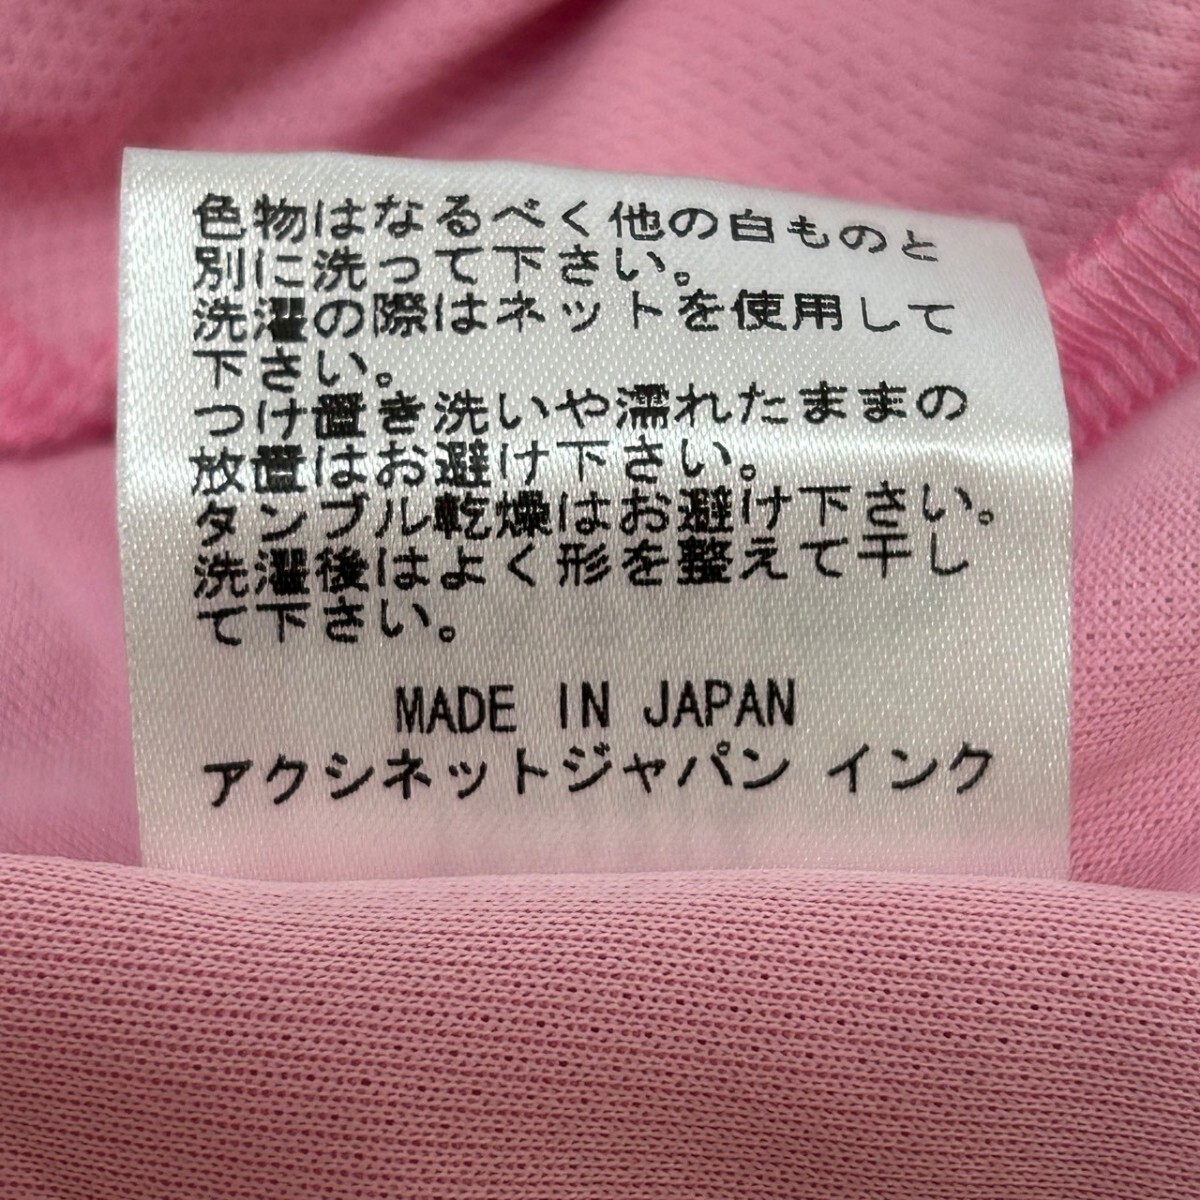 色物はなるべく他の白ものと
別に洗って下さい。
洗濯の際はネットを使用して
下さい。
つけ置き洗いや濡れたままの
放置はお避け下さい。
タンブル乾燥はお避け下さい。
洗濯後はよく形を整えて干し
て下さい。
MADE IN JAPAN
アクシネットジャパン インク